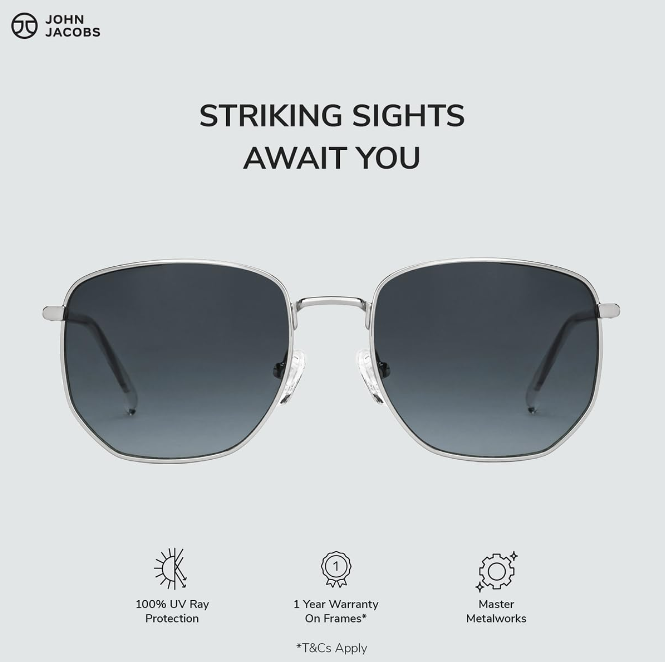 JOHN
JACOBS
STRIKING SIGHTS
AWAIT YOU
1
100% UV Ray
Protection
1 Year Warranty
On Frames*
Master
Metalworks
*T&Cs Apply